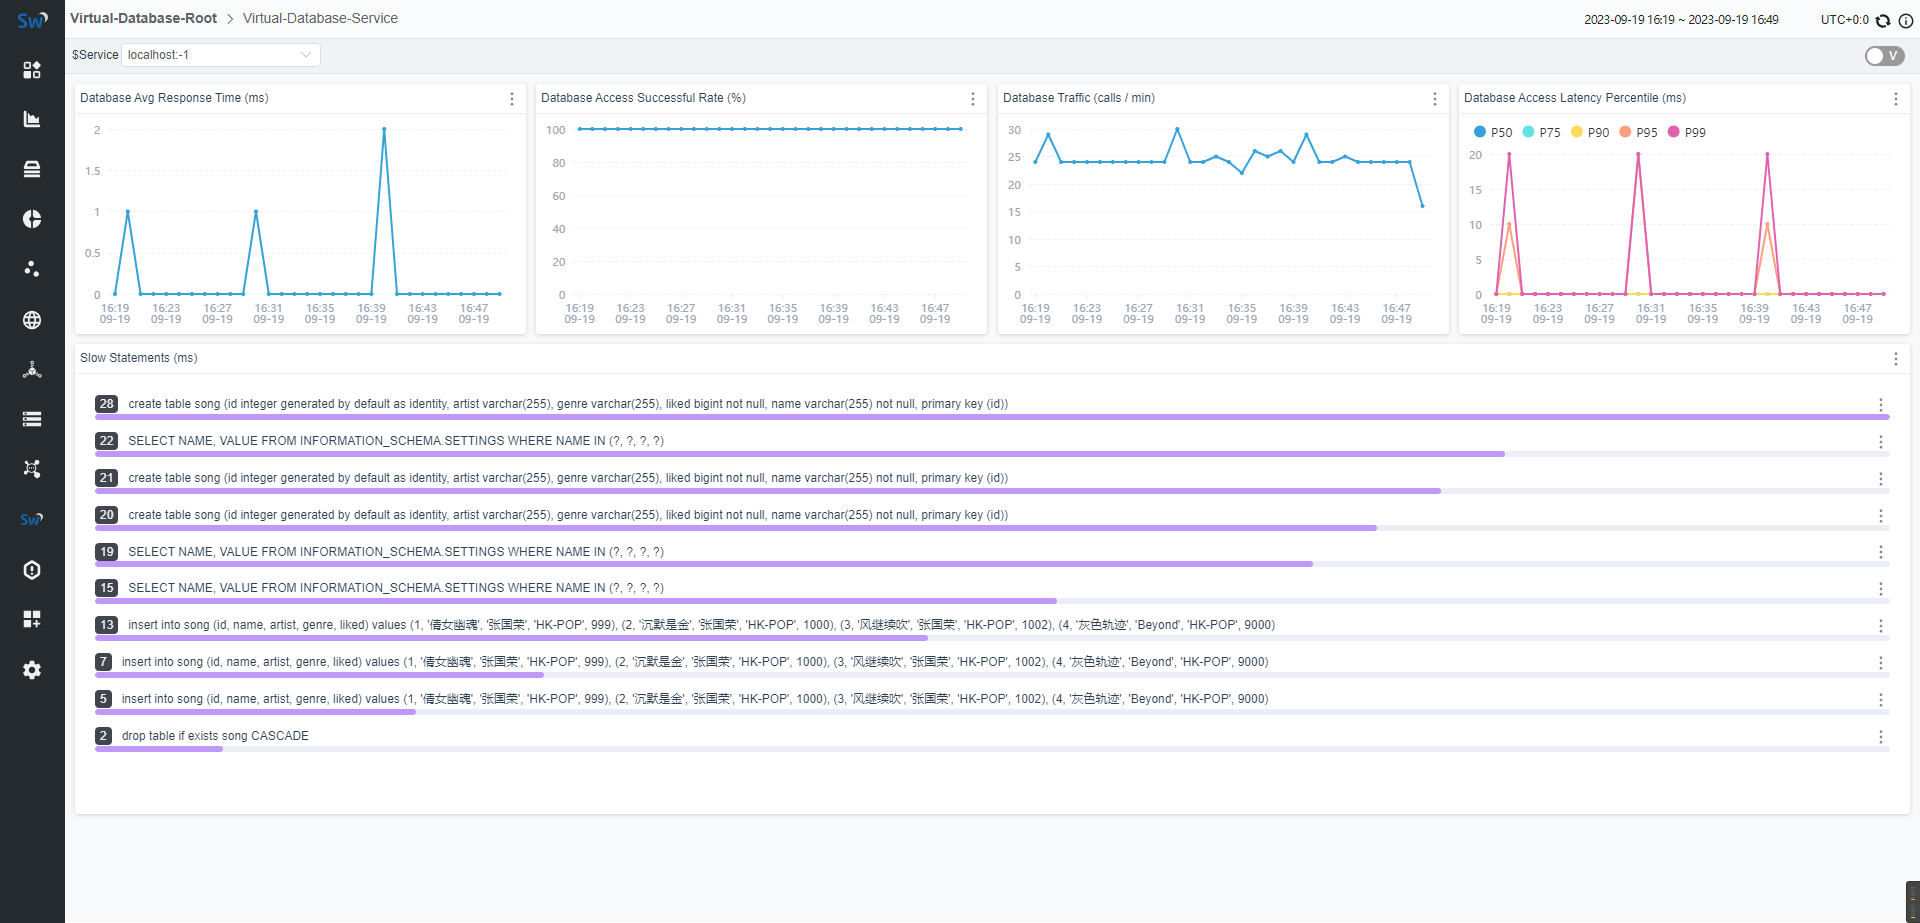 Sw
Virtual-Database-Root > Virtual-Database-Service
2023-09-19 16:19 ~ 2023-09-19 16:49
UTC+0:0
$Service
localhost:-1
V
Database Avg Response Time (ms)
2
1.5
1
0.5
0
16:19 16:23 16:27 16:31 16:35 16:39 16:43 16:47
09-19 09-19 09-19 09-19 09-19 09-19 09-19 09-19
Database Access Successful Rate (%)
100
80
60
40
20
0
16:19 16:23 16:27 16:31 16:35 16:39 16:43 16:47
09-19 09-19 09-19 09-19 09-19 09-19 09-19 09-19
Database Traffic (calls / min)
30
25
20
15
10
5
0
16:19 16:23 16:27 16:31 16:35 16:39 16:43 16:47
09-19 09-19 09-19 09-19 09-19 09-19 09-19 09-19
Database Access Latency Percentile (ms)
P50 P75 P90 P95 P99
20
15
10
5
0
16:19 16:23 16:27 16:31 16:35 16:39 16:43 16:47
09-19 09-19 09-19 09-19 09-19 09-19 09-19 09-19
Slow Statements (ms)
28 create table song (id integer generated by default as identity, artist varchar(255), genre varchar(255), liked bigint not null, name varchar(255) not null, primary key (id))
22 SELECT NAME, VALUE FROM INFORMATION_SCHEMA.SETTINGS WHERE NAME IN (?, ?, ?, ?)
21 create table song (id integer generated by default as identity, artist varchar(255), genre varchar(255), liked bigint not null, name varchar(255) not null, primary key (id))
20 create table song (id integer generated by default as identity, artist varchar(255), genre varchar(255), liked bigint not null, name varchar(255) not null, primary key (id))
19 SELECT NAME, VALUE FROM INFORMATION_SCHEMA.SETTINGS WHERE NAME IN (?, ?, ?, ?)
15 SELECT NAME, VALUE FROM INFORMATION_SCHEMA.SETTINGS WHERE NAME IN (?, ?, ?, ?)
13 insert into song (id, name, artist, genre, liked) values (1, '倩女幽魂', '张国荣', 'HK-POP', 999), (2, '沉默是金', '张国荣', 'HK-POP', 1000), (3, '风继续吹', '张国荣', 'HK-POP', 1002), (4, '灰色轨迹', 'Beyond', 'HK-POP', 9000)
7 insert into song (id, name, artist, genre, liked) values (1, '倩女幽魂', '张国荣', 'HK-POP', 999), (2, '沉默是金', '张国荣', 'HK-POP', 1000), (3, '风继续吹', '张国荣', 'HK-POP', 1002), (4, '灰色轨迹', 'Beyond', 'HK-POP', 9000)
5 insert into song (id, name, artist, genre, liked) values (1, '倩女幽魂', '张国荣', 'HK-POP', 999), (2, '沉默是金', '张国荣', 'HK-POP', 1000), (3, '风继续吹', '张国荣', 'HK-POP', 1002), (4, '灰色轨迹', 'Beyond', 'HK-POP', 9000)
2 drop table if exists song CASCADE
Sw